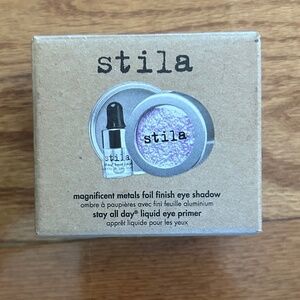 stila
stila
stila
magnificent metals foil finish eye shadow
ombre à paupières avec fini feuille aluminium
stay all day® liquid eye primer
apprêt liquide pour les yeux